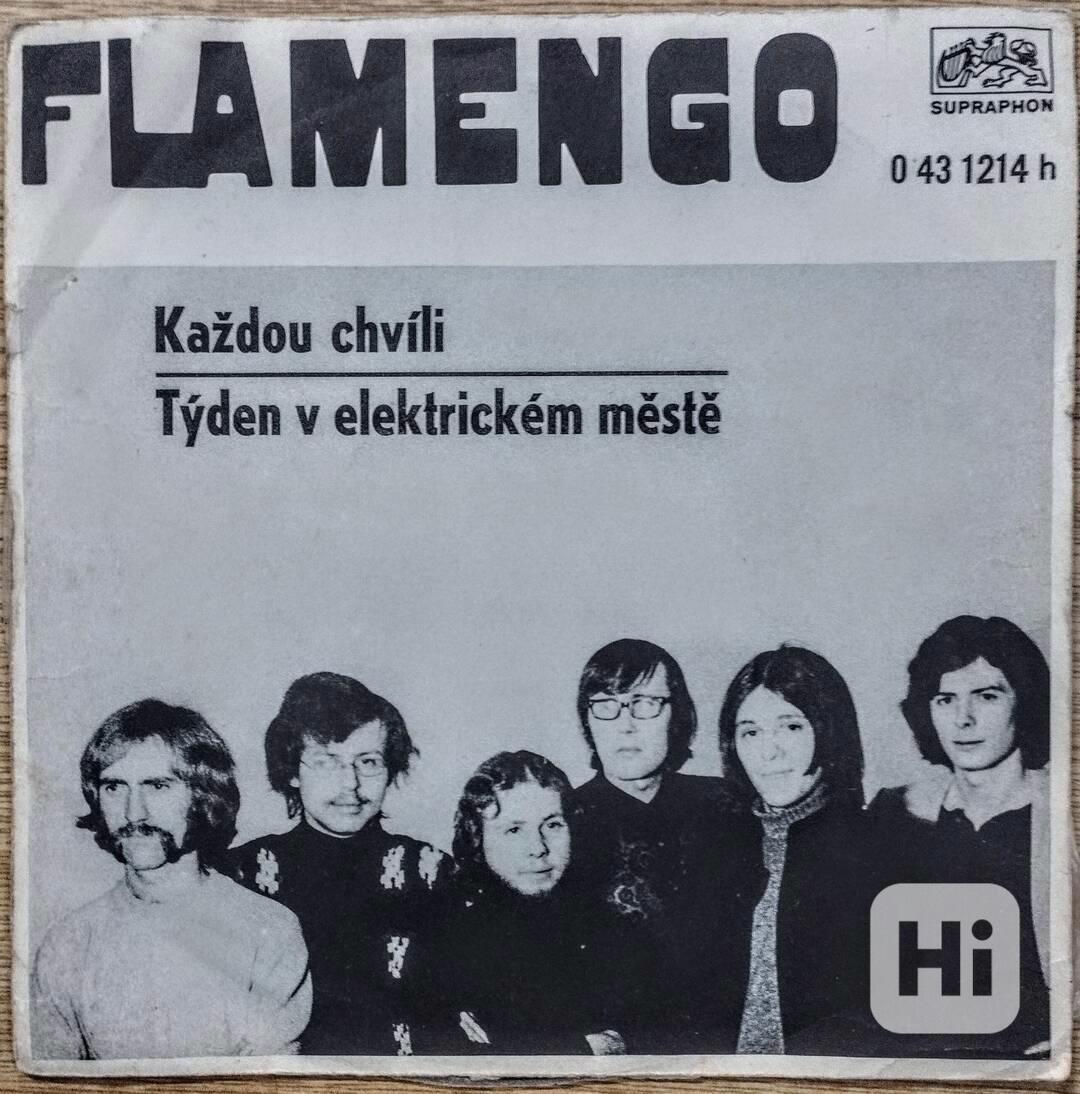 FLAMENGO
SUPRAPHON
0 43 1214 h
Každou chvíli
Týden v elektrickém městě
Hi